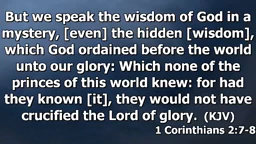 But we speak the wisdom of God in a
mystery, [even] the hidden [wisdom],
which God ordained before the world
unto our glory: Which none of the
princes of this world knew: for had
they known [it], they would not have
crucified the Lord of glory. (KJV)
1 Corinthians 2:7-8